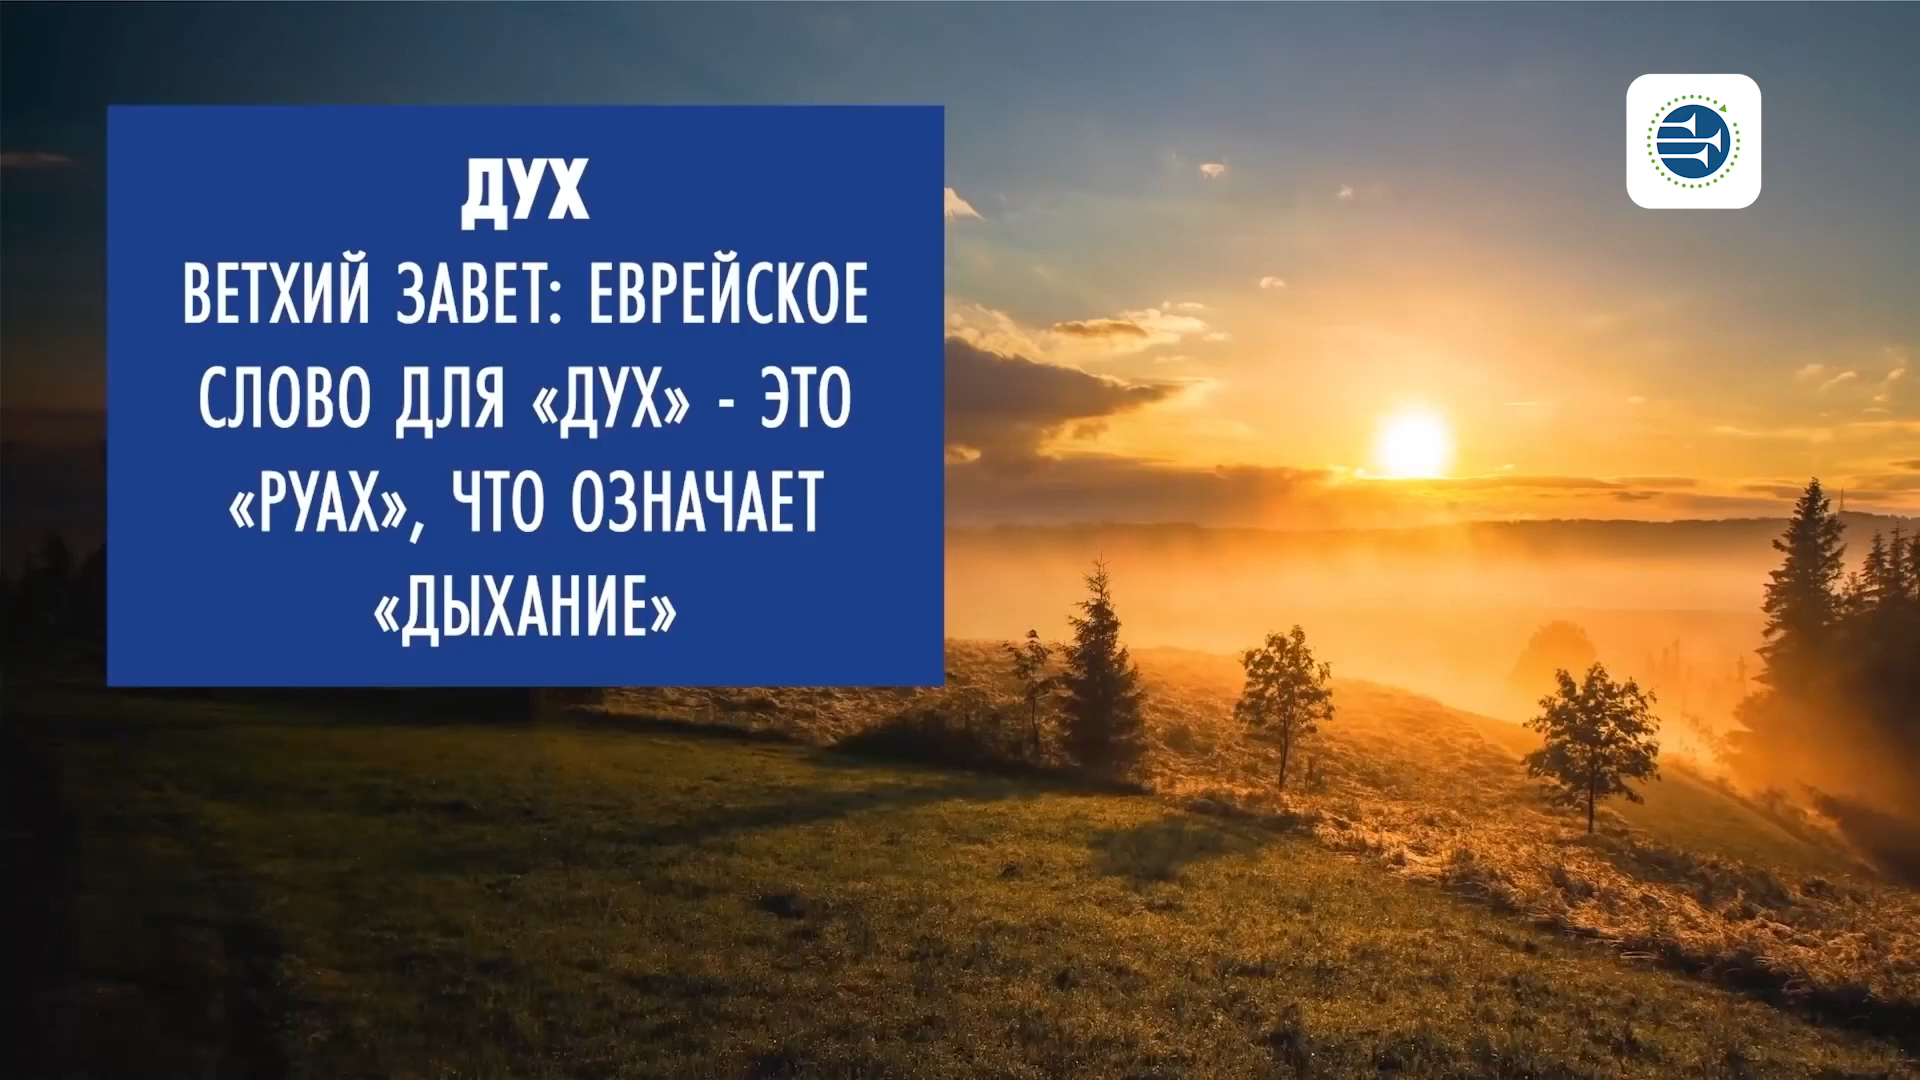 ДУХ
ВЕТХИЙ ЗАВЕТ: ЕВРЕЙСКОЕ
СЛОВО ДЛЯ «ДУХ» - ЭТО
«РУАХ», ЧТО ОЗНАЧАЕТ
«ДЫХАНИЕ»